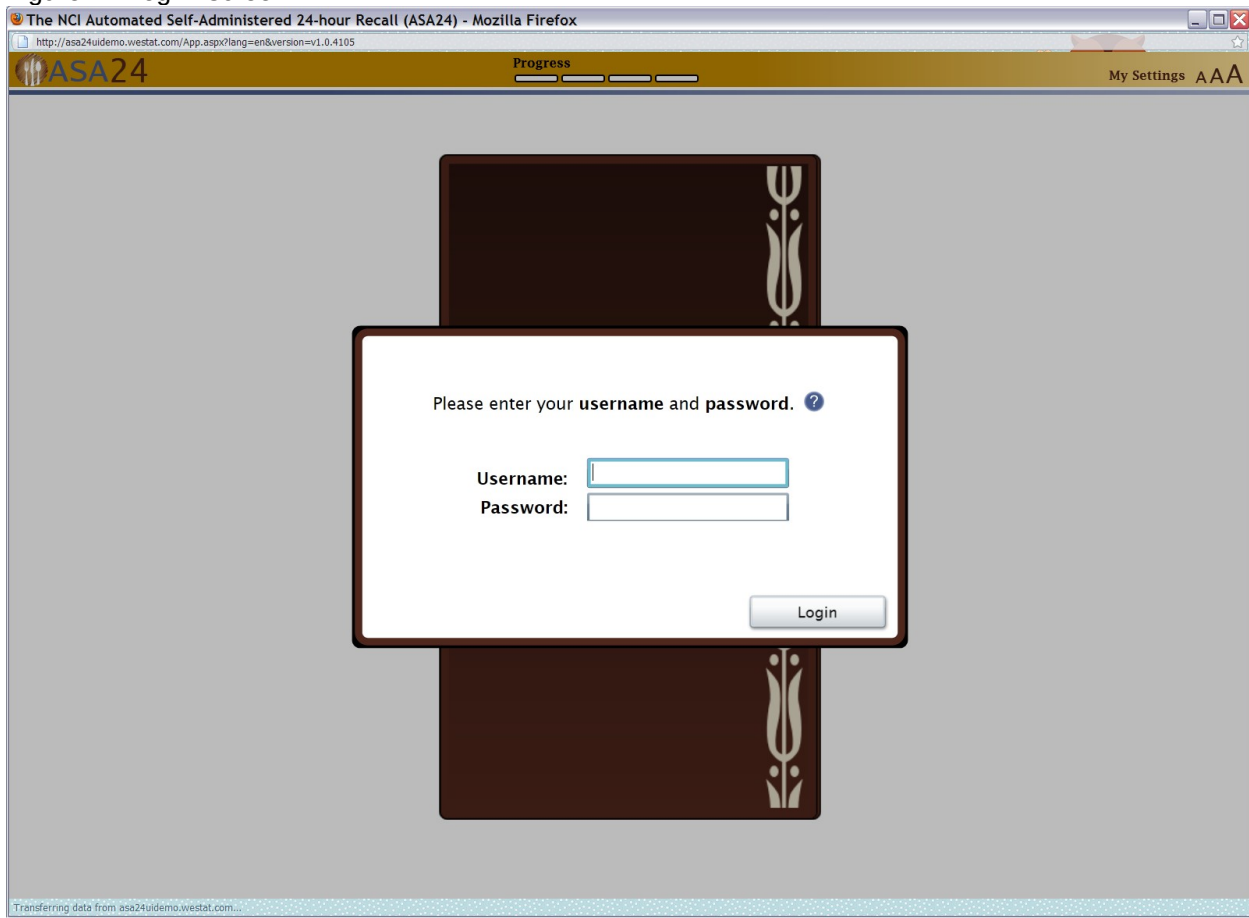 The NCI Automated Self-Administered 24-hour Recall (ASA24) - Mozilla Firefox
http://asa24uidemo.westat.com/App.aspx?lang=en&version=v1.0.4105
ASA24
Progress
My Settings A A A
Please enter your username and password. ?
Username:
Password:
Login
Transferring data from asa24uidemo.westat.com...